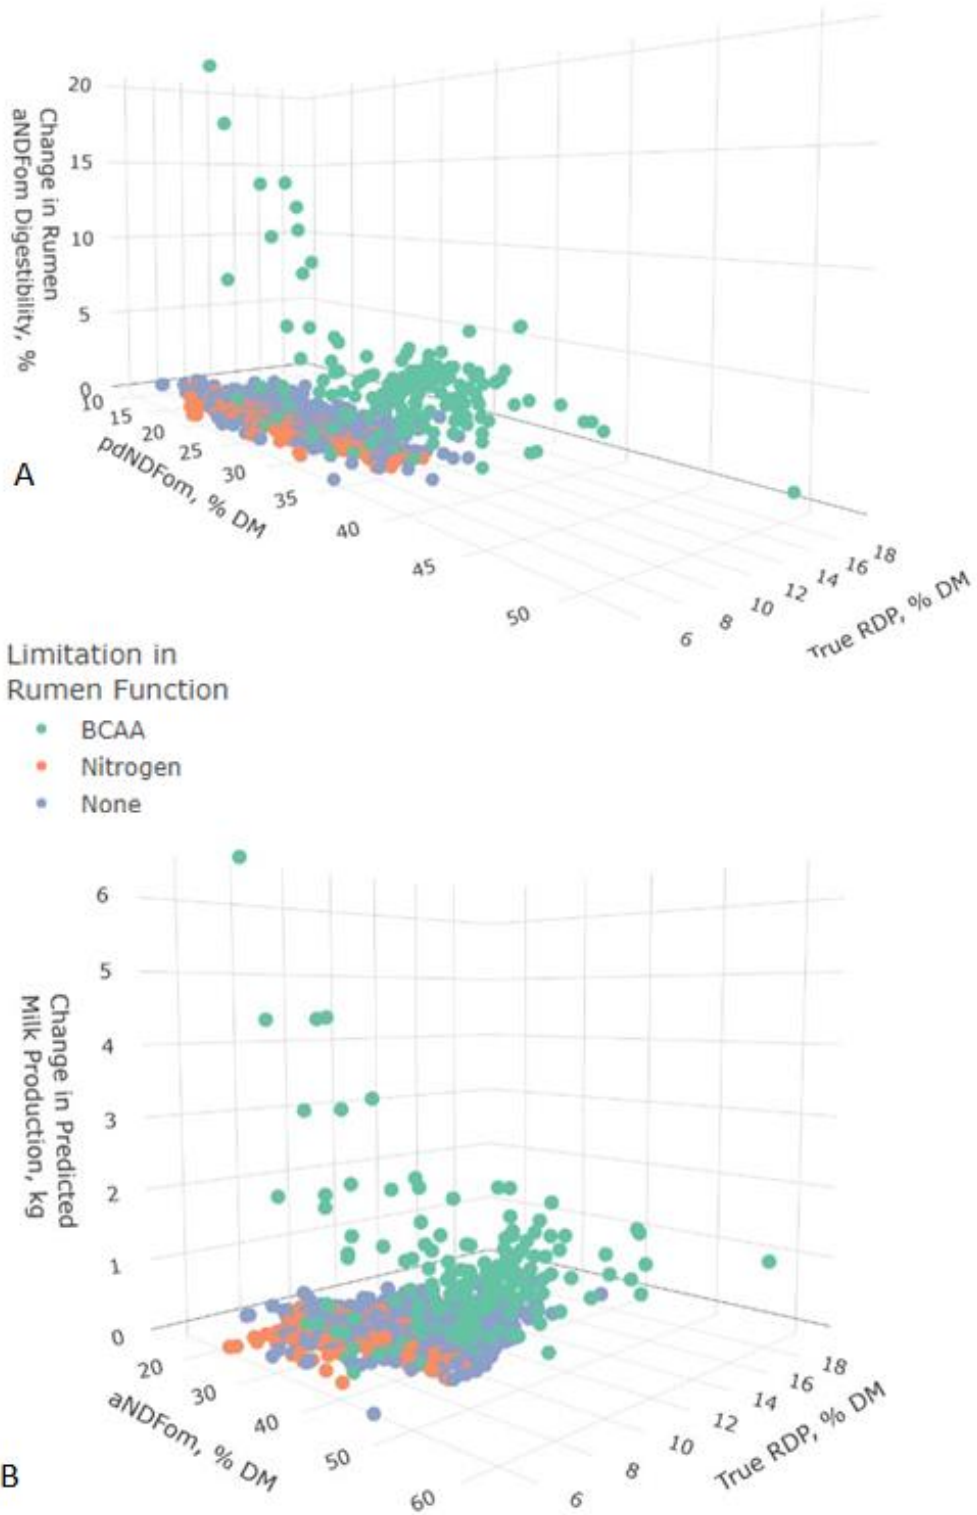 20
15
10
5
0
Change in Rumen
aNDFom Digestibility, %
10
15
20
25
30
35
40
45
50
pdNDFom, % DM
6
8
10
12
14
16
18
True RDP, % DM
A
Limitation in
Rumen Function
BCAA
Nitrogen
None
6
5
4
3
2
1
0
Change in Predicted
Milk Production, kg
20
30
40
50
60
aNDFom, % DM
6
8
10
12
14
16
18
True RDP, % DM
B